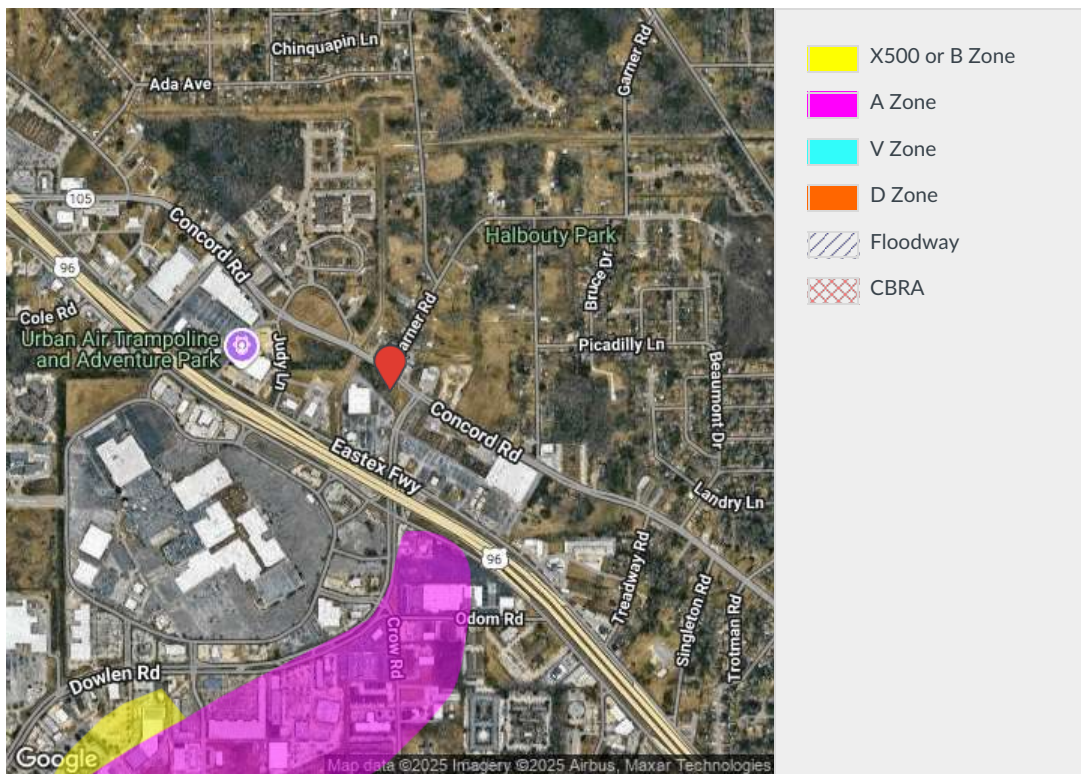 Chinquapin Ln
Ada Ave
Garner Rd
105
Concord Rd
Halbouty Park
96
Bruce Dr
Cole Rd
Urban Air Trampoline
and Adventure Park
Judy Ln
arner Rd
Picadilly Ln
Beaumont Dr
Concord Rd
Eastex Fwy
Landry Ln
96
Treadway Rd
Odom Rd
Crow Rd
Singleton Rd
Trotman Rd
Dowlen Rd
Google
Map data ©2025 Imagery ©2025 Airbus, Maxar Technologies
X500 or B Zone
A Zone
V Zone
D Zone
Floodway
CBRA